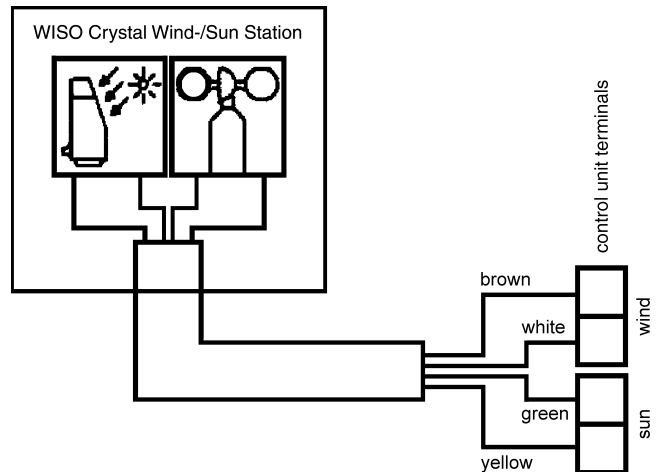 WISO Crystal Wind-/Sun Station
control unit terminals
brown
white
wind
green
sun
yellow